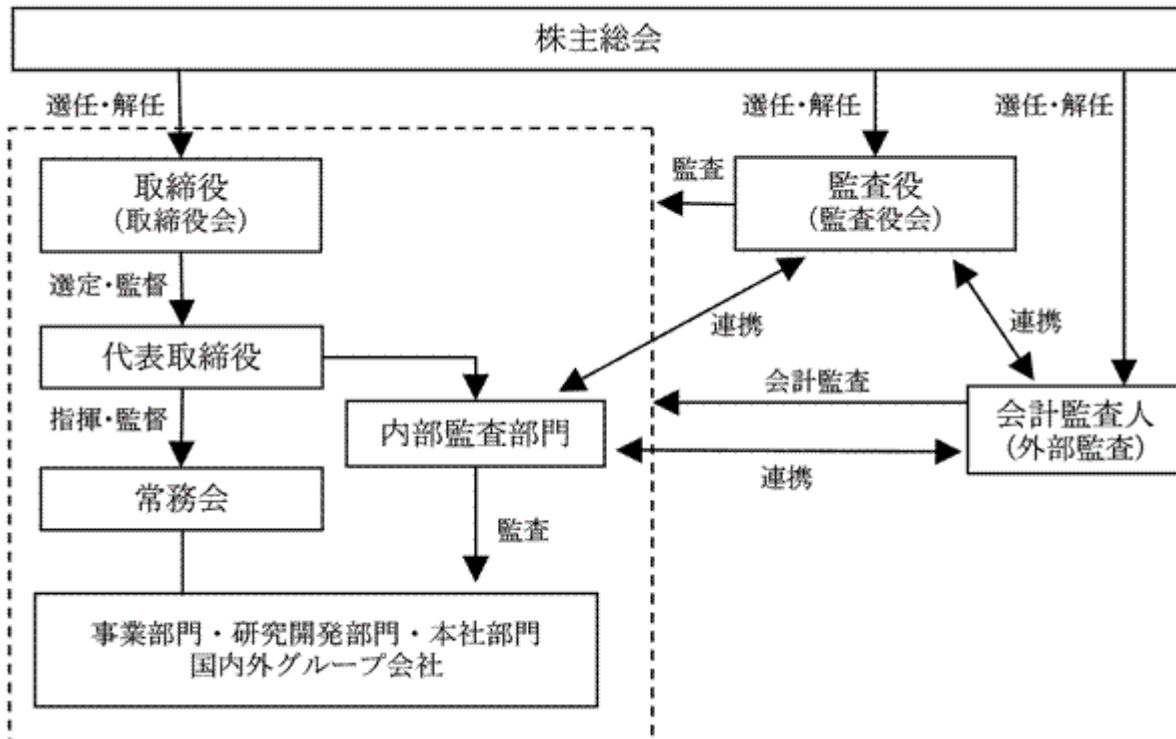 株主総会
選任・解任
選任・解任
選任・解任
取締役
(取締役会)
監査
監査役
(監査役会)
選定・監督
代表取締役
連携
連携
指揮・監督
内部監査部門
会計監査
会計監査人
(外部監査)
連携
常務会
監査
事業部門・研究開発部門・本社部門
国内外グループ会社